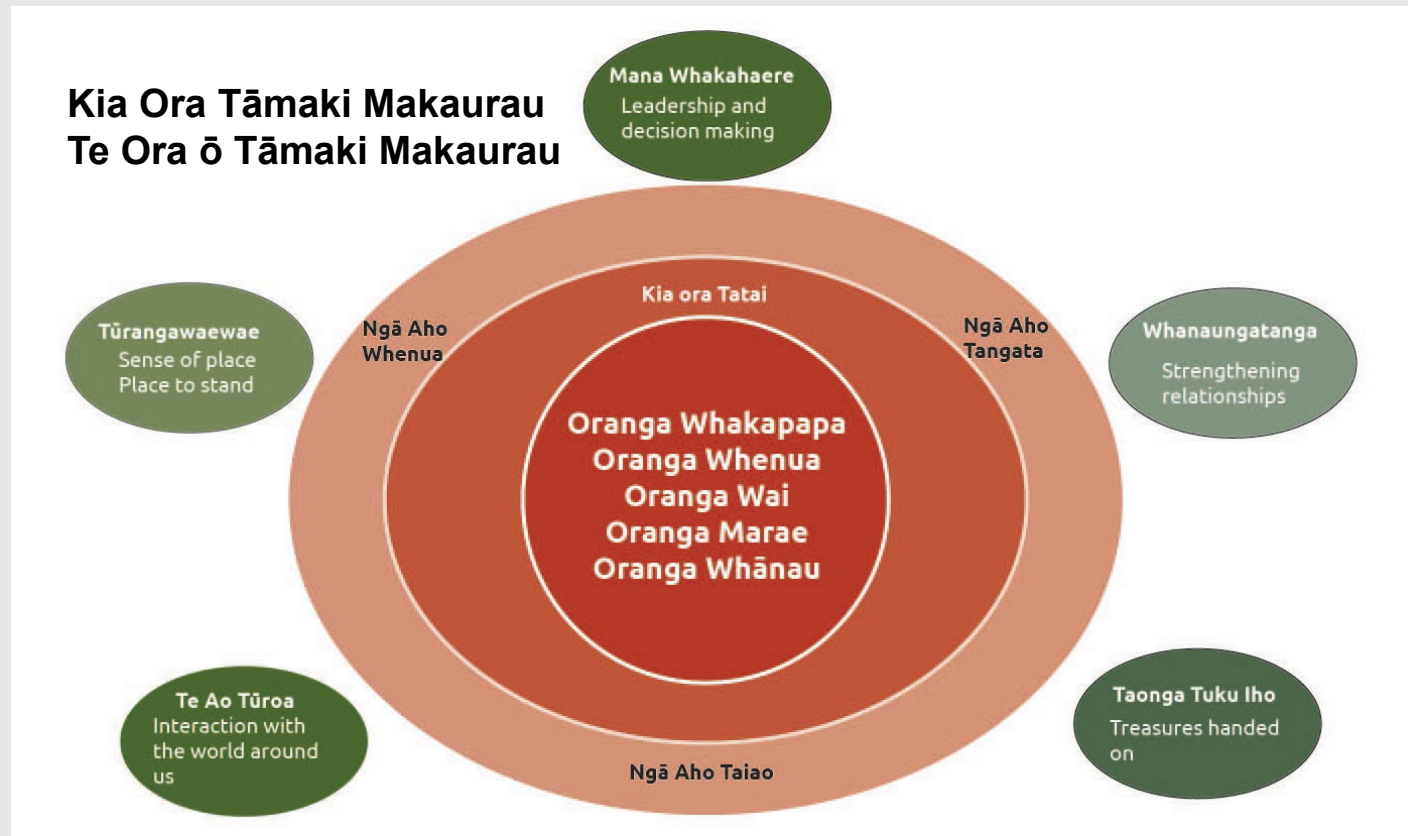 Kia Ora Tāmaki Makaurau
Te Ora ō Tāmaki Makaurau
Mana Whakahaere
Leadership and
decision making
Tūrangawaewae
Sense of place
Place to stand
Ngā Aho
Whenua
Kia ora Tatai
Ngā Aho
Tangata
Whanaungatanga
Strengthening
relationships
Oranga Whakapapa
Oranga Whenua
Oranga Wai
Oranga Marae
Oranga Whānau
Te Ao Tūroa
Interaction with
the world around
us
Ngā Aho Taiao
Taonga Tuku Iho
Treasures handed
on